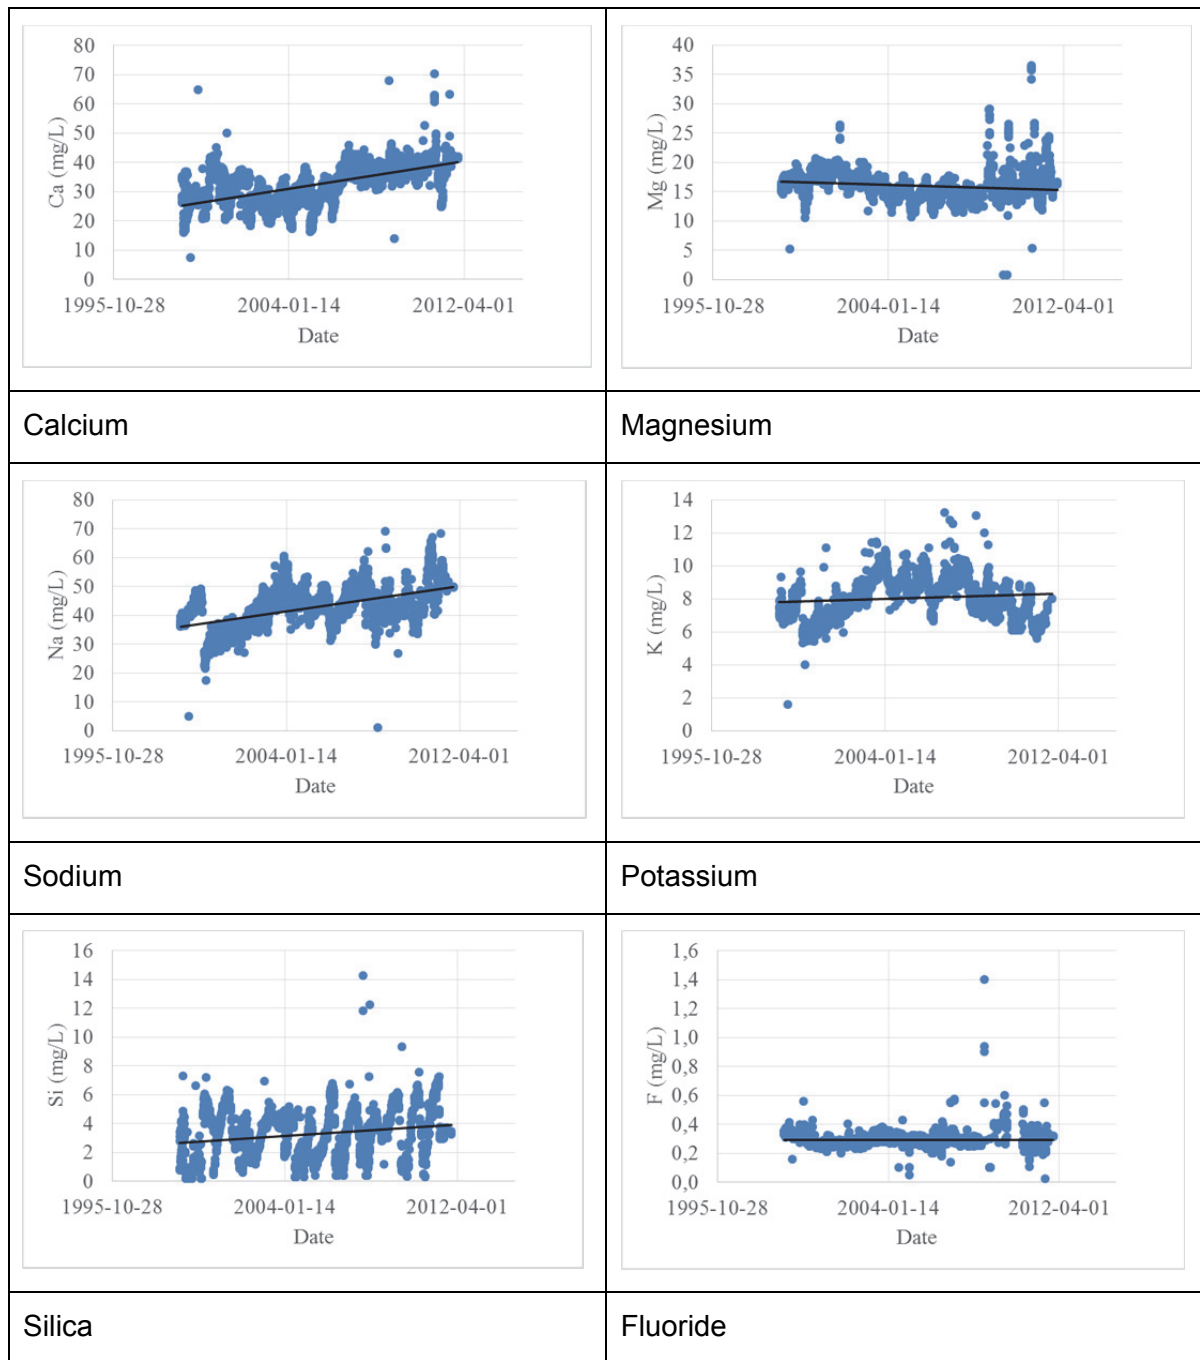 80
70
60
50
40
30
20
10
0
Ca (mg/L)
1995-10-28 2004-01-14 2012-04-01
Date
40
35
30
25
20
15
10
5
0
Mg (mg/L)
1995-10-28 2004-01-14 2012-04-01
Date
Calcium
Magnesium
80
70
60
50
40
30
20
10
0
Na (mg/L)
1995-10-28 2004-01-14 2012-04-01
Date
14
12
10
8
6
4
2
0
K (mg/L)
1995-10-28 2004-01-14 2012-04-01
Date
Sodium
Potassium
16
14
12
10
8
6
4
2
0
Si (mg/L)
1995-10-28 2004-01-14 2012-04-01
Date
1,6
1,4
1,2
1,0
0,8
0,6
0,4
0,2
0,0
F (mg/L)
1995-10-28 2004-01-14 2012-04-01
Date
Silica
Fluoride